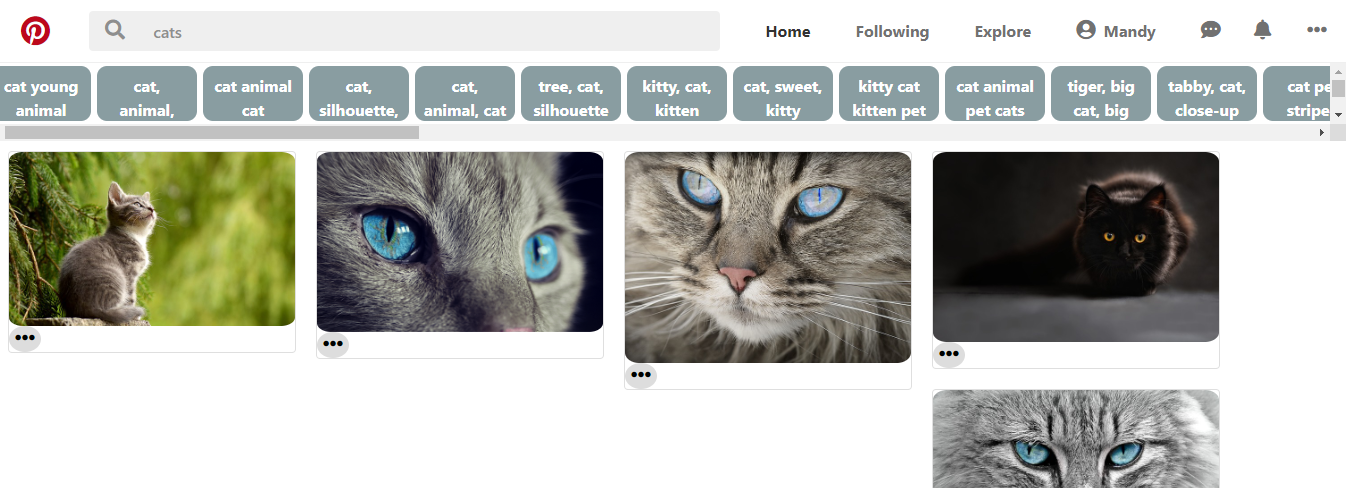 cats
Home Following Explore Mandy
cat young animal
cat, animal,
cat animal cat
cat, silhouette,
cat, animal, cat
tree, cat, silhouette
kitty, cat, kitten
cat, sweet, kitty
kitty cat kitten pet
cat animal pet cats
tiger, big cat, big
tabby, cat, close-up
cat pe stripe